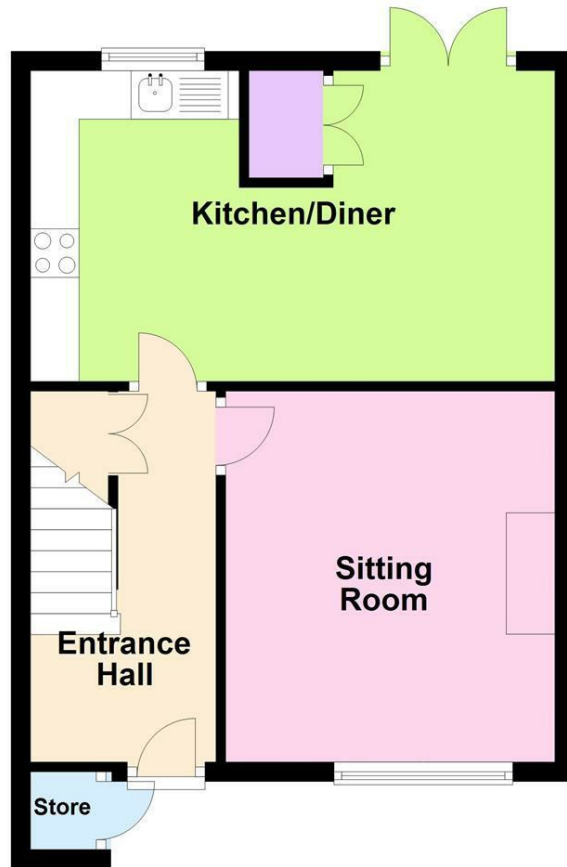 Kitchen/Diner
Sitting
Room
Entrance
Hall
Store